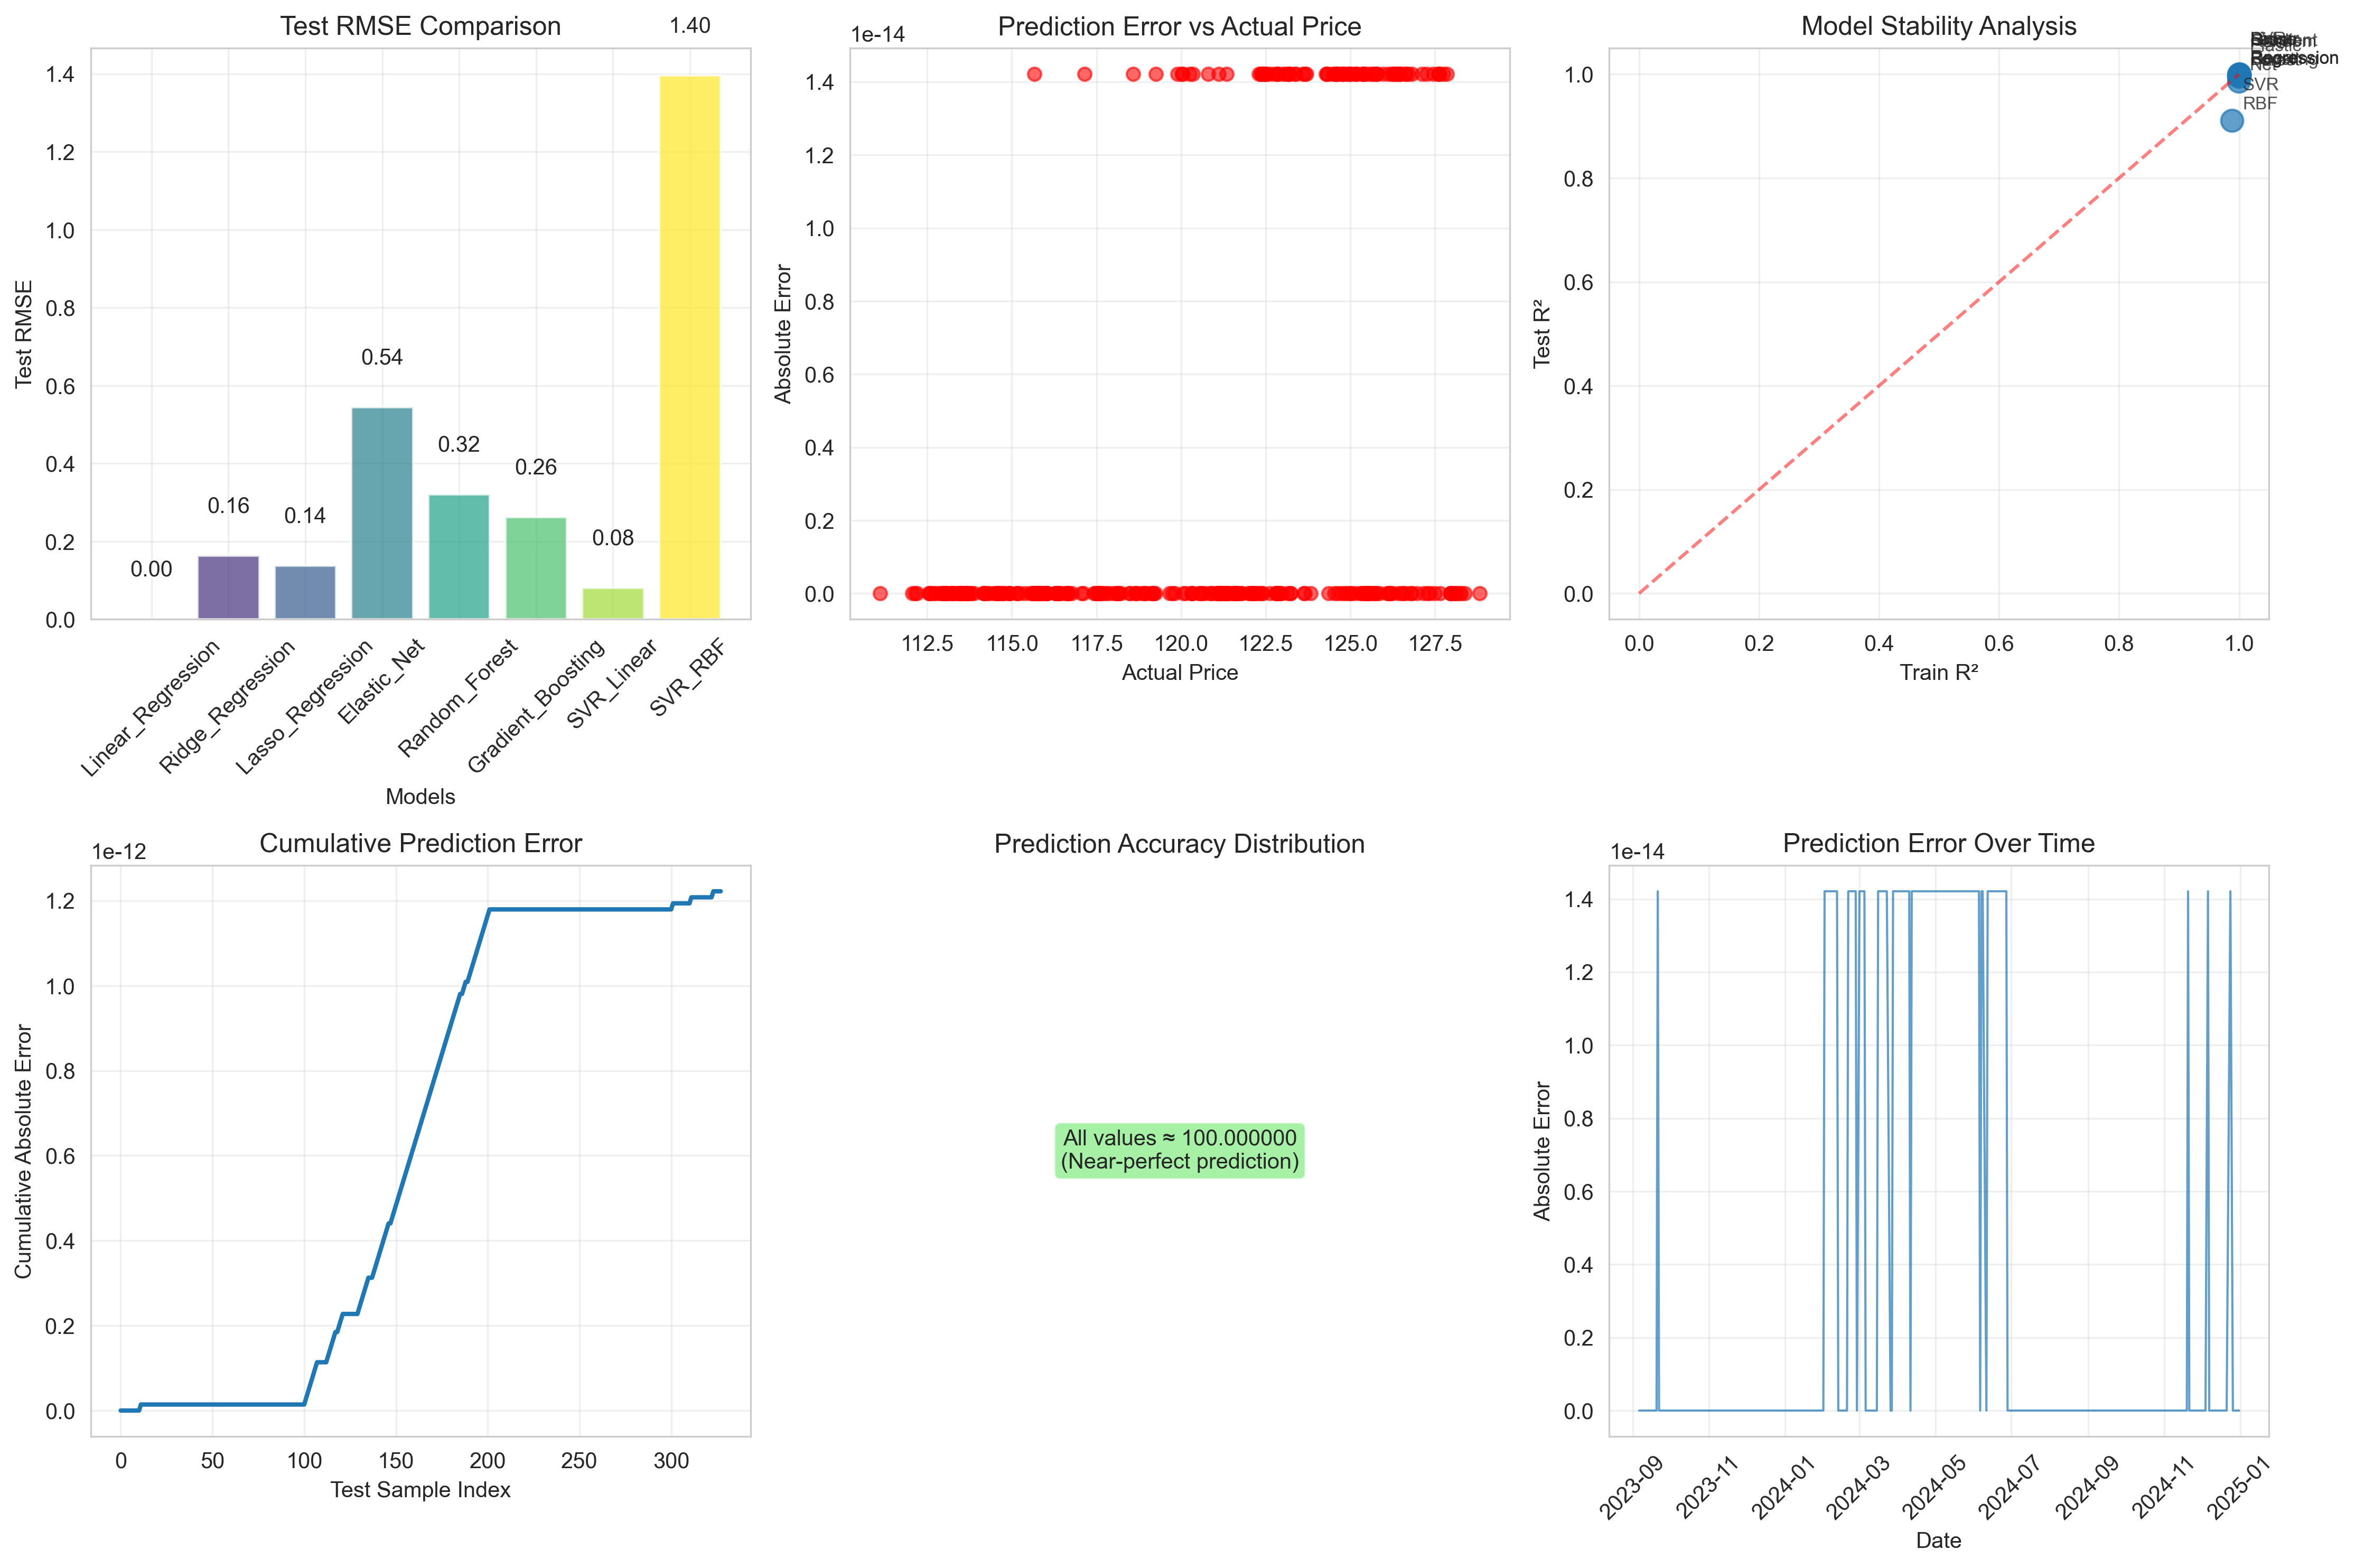 Test RMSE Comparison
1.40
1.4
1.2
1.0
0.8
0.6
0.4
0.2
0.0
Test RMSE
0.00
0.16
0.14
0.54
0.32
0.26
0.08
Linear_Regression
Ridge_Regression
Lasso_Regression
Elastic_Net
Random_Forest
Gradient_Boosting
SVR_Linear
SVR_RBF
Models
Prediction Error vs Actual Price
1e-14
1.4
1.2
1.0
0.8
0.6
0.4
0.2
0.0
Absolute Error
112.5
115.0
117.5
120.0
122.5
125.0
127.5
Actual Price
Model Stability Analysis
1.0
0.8
0.6
0.4
0.2
0.0
Test R²
Regression
Net
SVR
RBF
0.0
0.2
0.4
0.6
0.8
1.0
Train R²
Cumulative Prediction Error
1e-12
1.2
1.0
0.8
0.6
0.4
0.2
0.0
Cumulative Absolute Error
0
50
100
150
200
250
300
Test Sample Index
Prediction Accuracy Distribution
All values ≈ 100.000000
(Near-perfect prediction)
Prediction Error Over Time
1e-14
1.4
1.2
1.0
0.8
0.6
0.4
0.2
0.0
Absolute Error
2023-09
2023-11
2024-01
2024-03
2024-05
2024-07
2024-09
2024-11
2025-01
Date